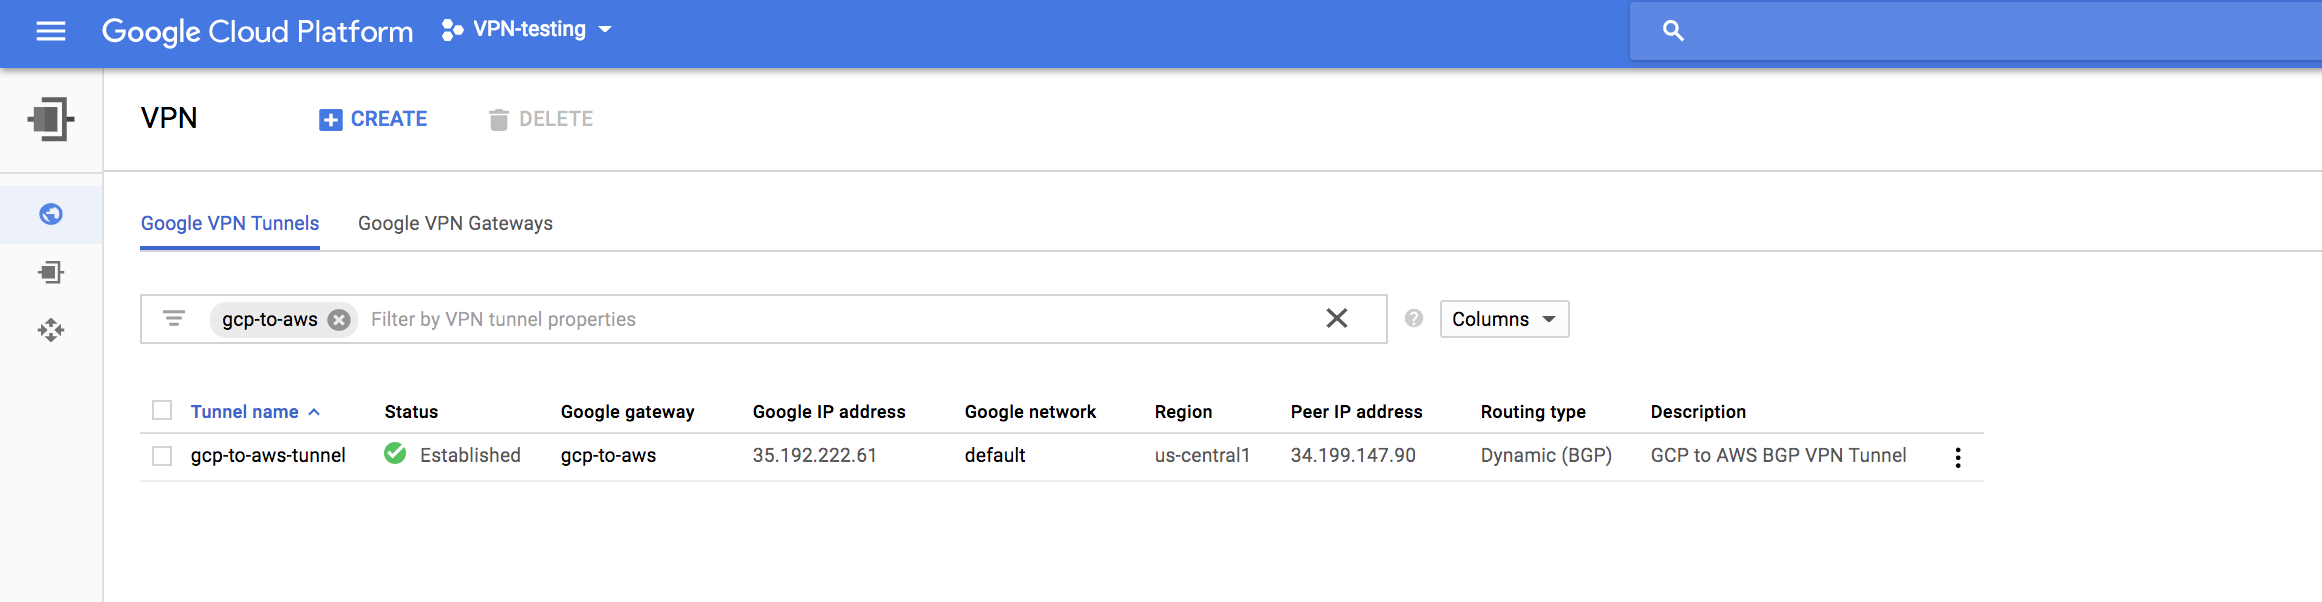 Google Cloud Platform VPN-testing
VPN CREATE DELETE
Google VPN Tunnels Google VPN Gateways
gcp-to-aws Filter by VPN tunnel properties Columns
Tunnel name Status Google gateway Google IP address Google network Region Peer IP address Routing type Description
gcp-to-aws-tunnel Established gcp-to-aws 35.192.222.61 default us-central1 34.199.147.90 Dynamic (BGP) GCP to AWS BGP VPN Tunnel